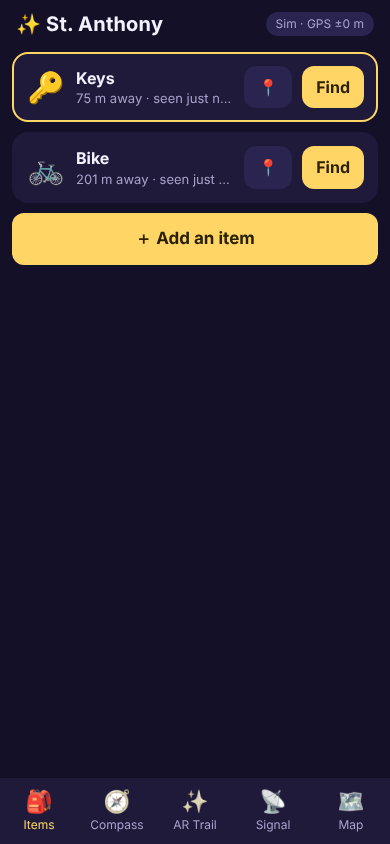 ✨ St. Anthony
Sim · GPS ±0 m
Keys
75 m away · seen just n...
Find
Bike
201 m away · seen just ...
Find
+ Add an item
Items
Compass
AR Trail
Signal
Map